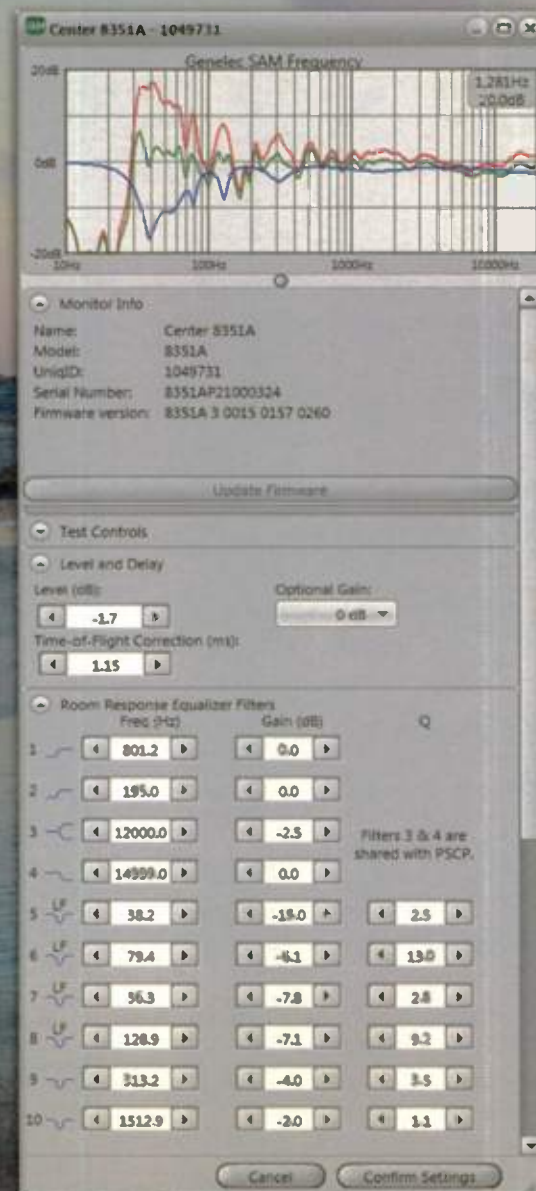 Center 8351A - 1049731
Genelec SAM Frequency
20dB
0dB
-20dB
1,281Hz
20.0dB
10Hz 100Hz 1000Hz 10000Hz
Monitor Info
Name: Center 8351A
Model: 8351A
UniqID: 1049731
Serial Number: 8351AP21000324
Firmware version: 8351A 3 0015 0157 0260
Update Firmware
Test Controls
Level and Delay
Level (dB): Optional Gain:
-1.7 0 dB
Time-of-Flight Correction (ms):
1.15
Room Response Equalizer Filters
Freq (Hz) Gain (dB) Q
1 801.2 0.0
2 195.0 0.0
3 12000.0 -2.5
Filters 3 & 4 are
shared with PSCP.
4 0.0
5 LF 38.2 -15.0 2.5
6 LF 79.4 -6.1 13.0
7 LF 56.3 -7.8 2.8
8 LF 128.9 -7.1 9.2
9 313.2 -4.0 3.5
10 1512.9 -2.0 1.1
Cancel Confirm Settings